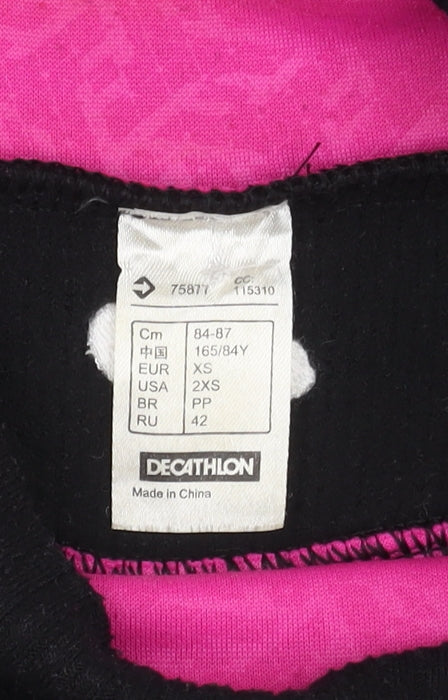 75877 CC: 115310
Cm 84-87
中国 165/84Y
EUR XS
USA 2XS
BR PP
RU 42
DECATHLON
Made in China